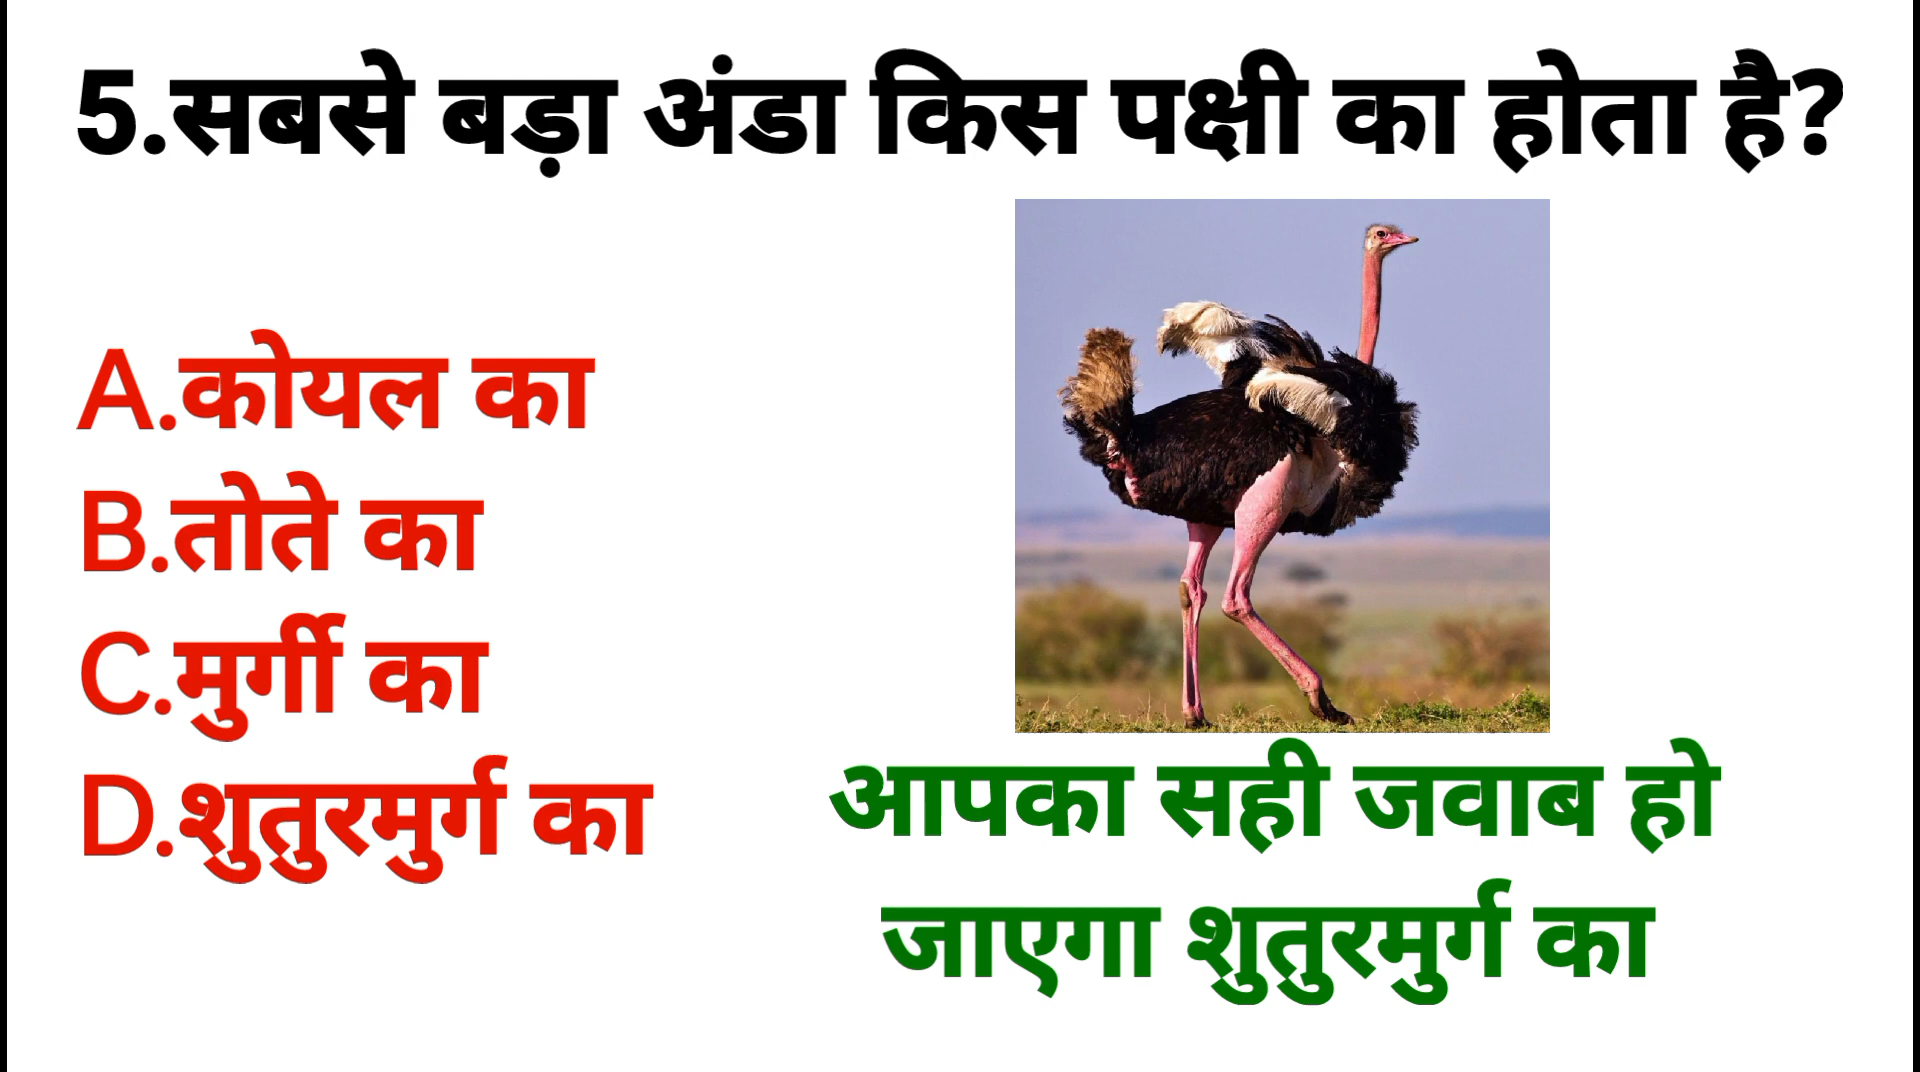 5.सबसे बड़ा अंडा किस पक्षी का होता है?
A.कोयल का
B.तोते का
C.मुर्गी का
D.शुतुरमुर्ग का
आपका सही जवाब हो
जाएगा शुतुरमुर्ग का